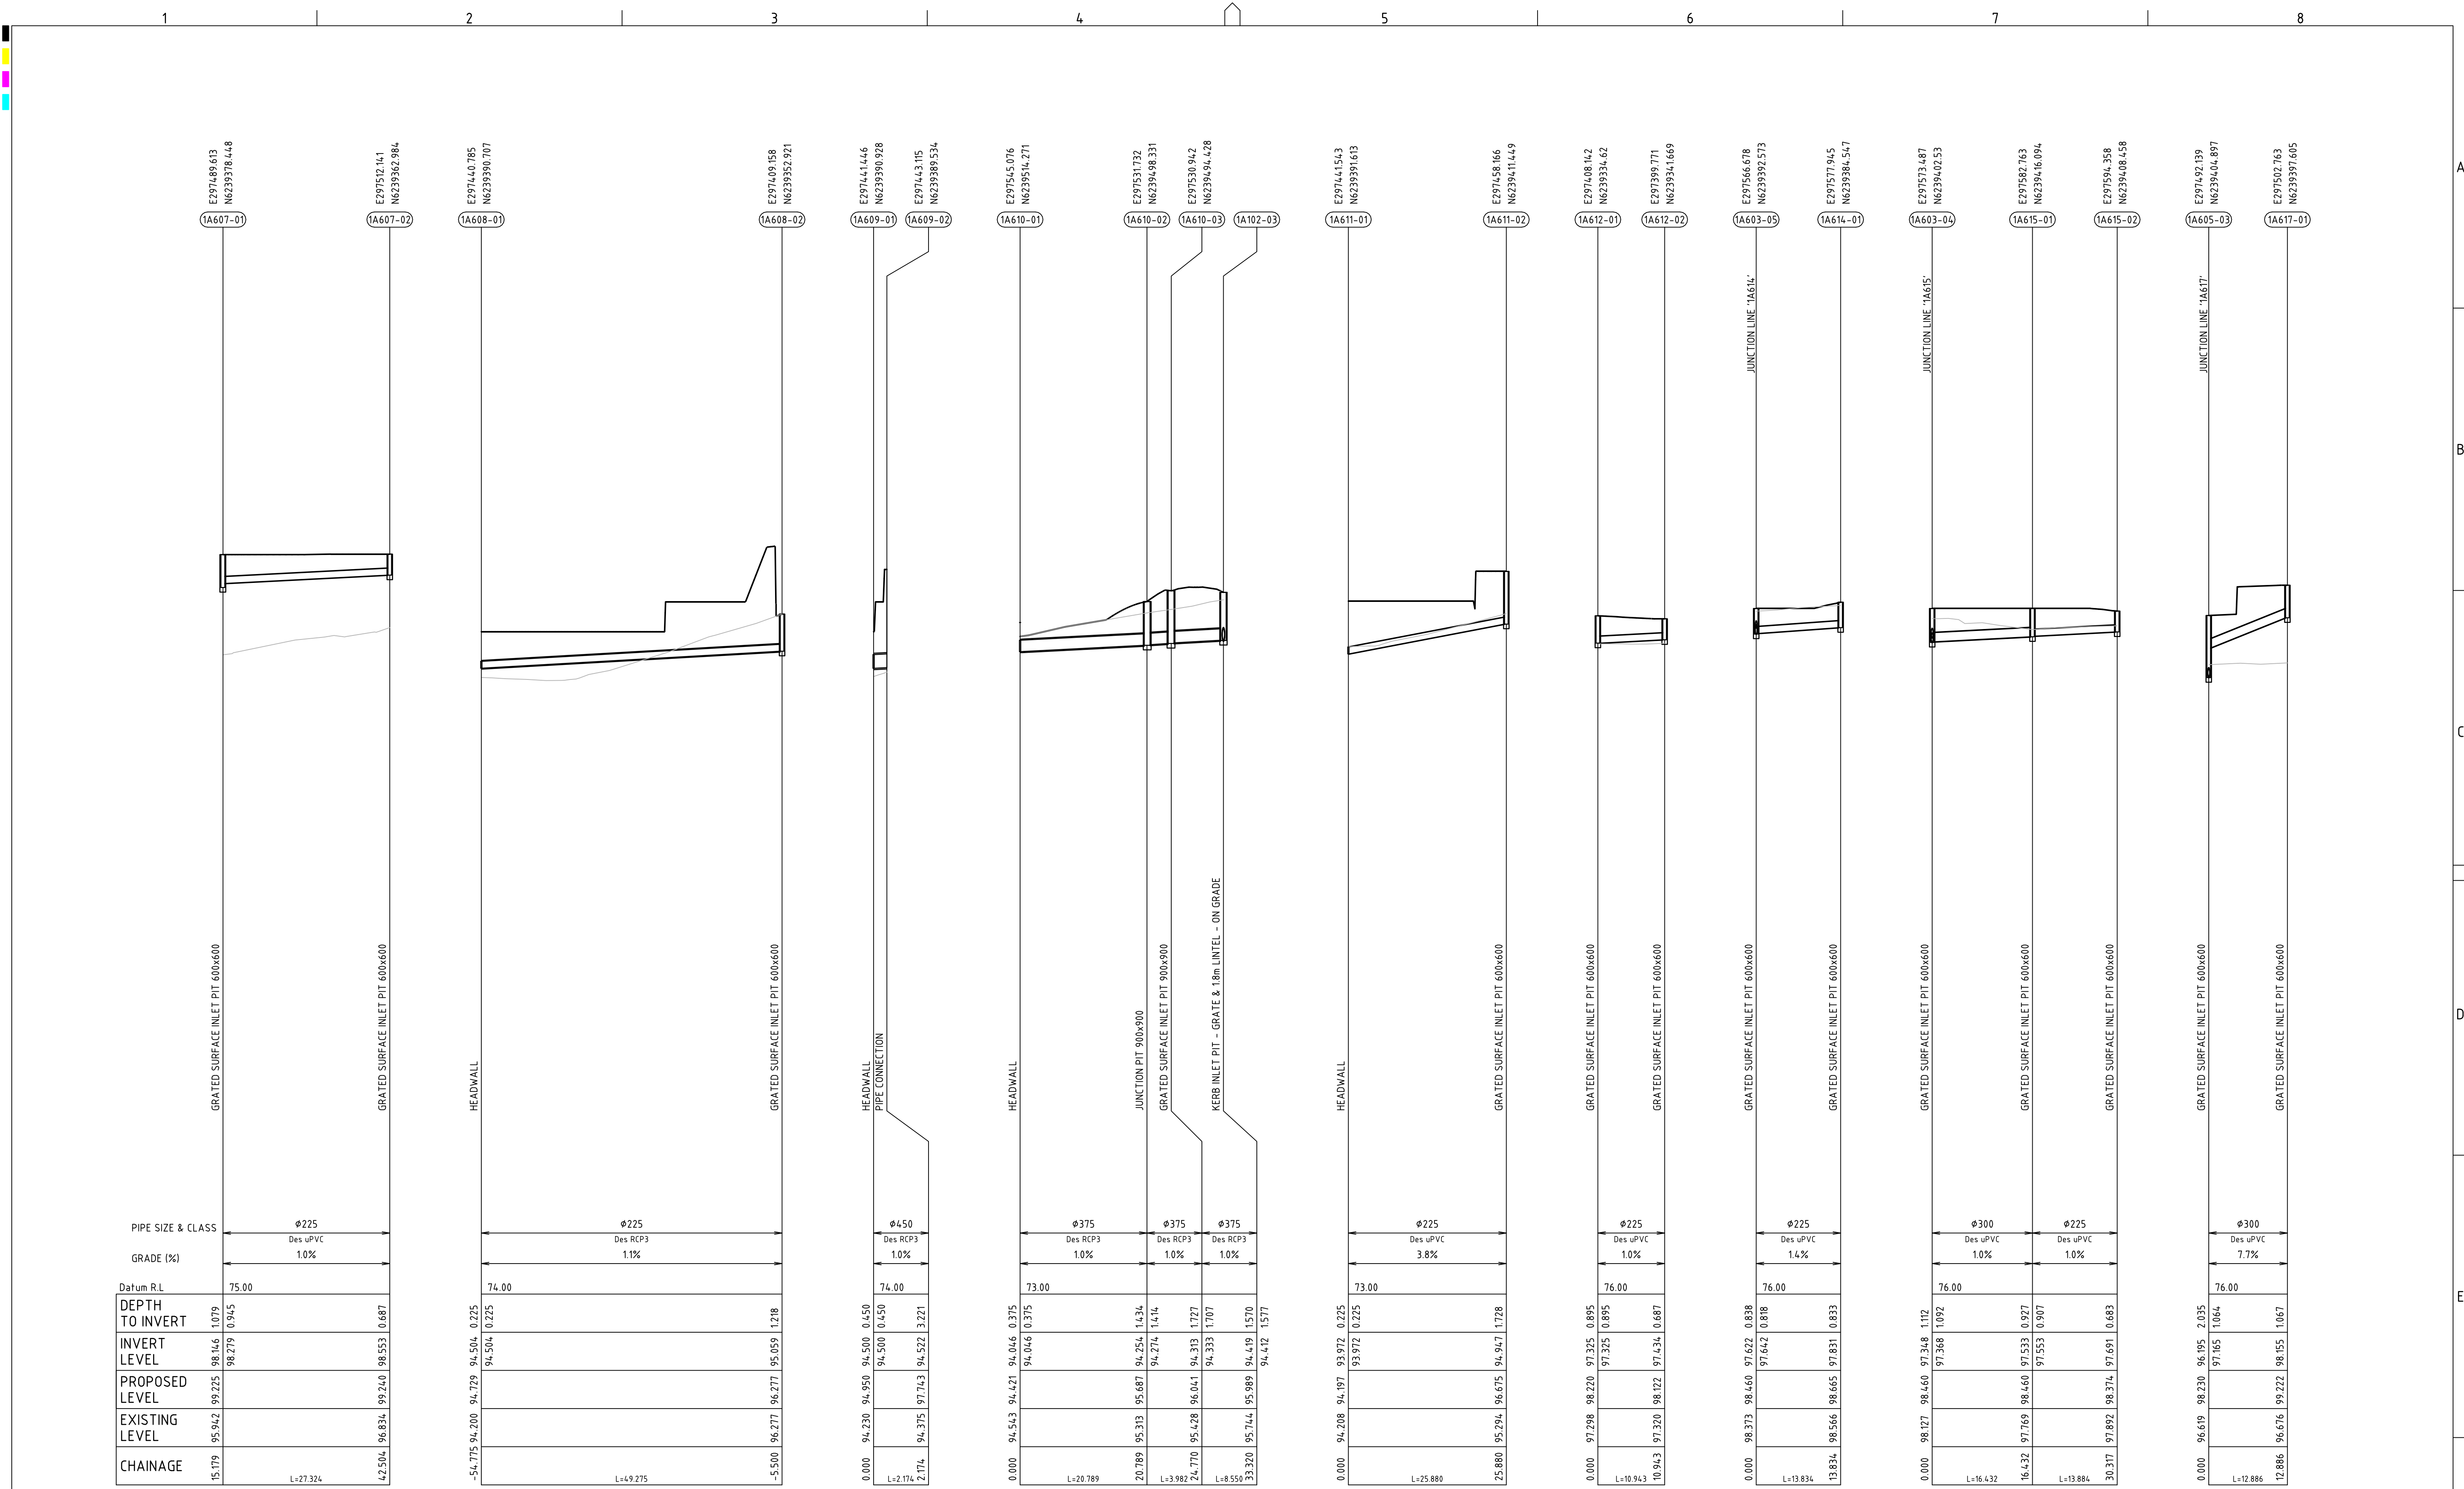 1 2 3 4 5 6 7 8
A
B
C
D
E
E297489.613
N6239378.448
E297512.141
N6239362.984
E297440.785
N6239390.707
E297409.158
N6239352.921
E297441.446
N6239390.928
E297443.115
N6239389.534
E297545.076
N6239514.271
E297531.732
N6239498.331
E297530.942
N6239494.428
E297441.543
N6239391.613
E297458.166
N6239411.449
E297408.142
N6239334.62
E297399.771
N6239341.669
E297566.678
N6239392.573
E297577.945
N6239384.547
E297573.487
N6239402.53
E297582.763
N6239416.094
E297594.358
N6239408.458
E297492.139
N6239404.897
E297502.763
N6239397.605
1A607-01 1A607-02 1A608-01 1A608-02 1A609-01 1A609-02 1A610-01 1A610-02 1A610-03 1A102-03 1A611-01 1A611-02 1A612-01 1A612-02 1A603-05 1A614-01 1A603-04 1A615-01 1A615-02 1A605-03 1A617-01
JUNCTION LINE '1A614'
JUNCTION LINE '1A615'
JUNCTION LINE '1A617'
GRATED SURFACE INLET PIT 600x600
GRATED SURFACE INLET PIT 600x600
HEADWALL
GRATED SURFACE INLET PIT 600x600
HEADWALL
PIPE CONNECTION
HEADWALL
JUNCTION PIT 900x900
GRATED SURFACE INLET PIT 900x900
KERB INLET PIT - GRATE & 1.8m LINTEL - ON GRADE
HEADWALL
GRATED SURFACE INLET PIT 600x600
GRATED SURFACE INLET PIT 600x600
GRATED SURFACE INLET PIT 600x600
GRATED SURFACE INLET PIT 600x600
GRATED SURFACE INLET PIT 600x600
GRATED SURFACE INLET PIT 600x600
GRATED SURFACE INLET PIT 600x600
GRATED SURFACE INLET PIT 600x600
GRATED SURFACE INLET PIT 600x600
GRATED SURFACE INLET PIT 600x600
PIPE SIZE & CLASS ø225 ø225 ø450 ø375 ø375 ø375 ø225 ø225 ø225 ø300 ø225 ø300
Des uPVC Des RCP3 Des RCP3 Des RCP3 Des RCP3 Des RCP3 Des uPVC Des uPVC Des uPVC Des uPVC Des uPVC Des uPVC
GRADE (%) 1.0% 1.1% 1.0% 1.0% 1.0% 1.0% 3.8% 1.0% 1.4% 1.0% 1.0% 7.7%
Datum R.L 75.00 74.00 74.00 73.00 73.00 76.00 76.00 76.00 76.00
DEPTH
TO INVERT 1.079 0.945 0.687 0.225 0.225 1.218 0.450 0.450 3.221 0.375 0.375 1.434 1.414 1.727 1.707 1.570 1.577 0.225 0.225 1.728 0.895 0.895 0.687 0.838 0.818 0.833 1.112 1.092 0.927 0.907 0.683 2.035 1.064 1.067
INVERT
LEVEL 98.146 98.279 98.553 94.504 94.504 95.059 94.500 94.500 94.522 94.046 94.046 94.254 94.274 94.313 94.333 94.419 94.412 93.972 93.972 94.947 97.325 97.325 97.434 97.622 97.642 97.831 97.348 97.368 97.533 97.553 97.691 96.195 97.165 98.155
PROPOSED
LEVEL 99.225 99.240 94.729 96.277 94.950 97.743 94.421 95.687 96.041 95.989 94.197 96.675 98.220 98.122 98.460 98.665 98.460 98.460 98.374 98.230 99.222
EXISTING
LEVEL 95.942 96.834 94.200 96.277 94.230 94.375 94.543 95.313 95.428 95.744 94.208 95.294 97.298 97.320 98.373 98.566 98.127 97.769 97.892 96.619 96.676
CHAINAGE 15.179 L=27.324 42.504 -54.775 L=49.275 -5.500 0.000 L=2.174 2.174 0.000 L=20.789 20.789 L=3.982 24.770 L=8.550 33.320 0.000 L=25.880 25.880 0.000 L=10.943 10.943 0.000 L=13.834 13.834 0.000 L=16.432 16.432 L=13.884 30.317 0.000 L=12.886 12.886